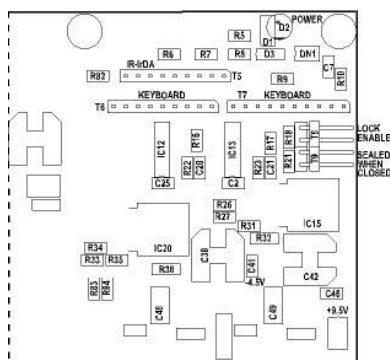 POWER
R5
D2
D1
IR-IrDA
R6 R7 R8 D3 DN1
C7
R82 T5 R9 R10
KEYBOARD T7 KEYBOARD
T6
LOCK
ENABLE
T8
R18
R17
R16
IC12 IC13
SEALED
WHEN
CLOSED
T9
R21
R22 C20 R23 C21
C25 C2
R26
R27
R31 IC15
R32
R34 IC20
R33 R35 C38
R38 C41 C42
-4.5V
R83 R84
C48 C49 C46
+9.5V